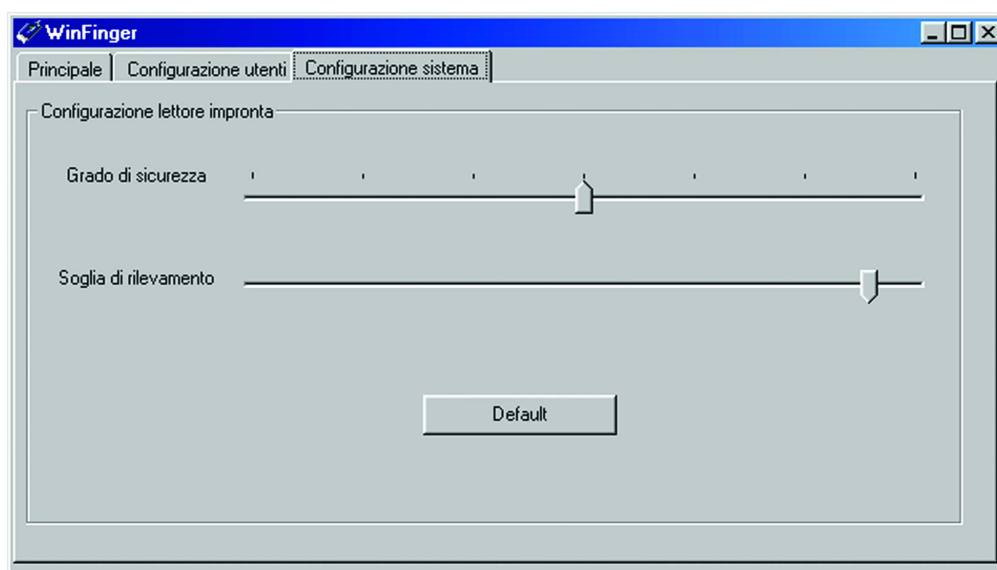 WinFinger
Principale Configurazione utenti Configurazione sistema
Configurazione lettore impronta
Grado di sicurezza
Soglia di rilevamento
Default